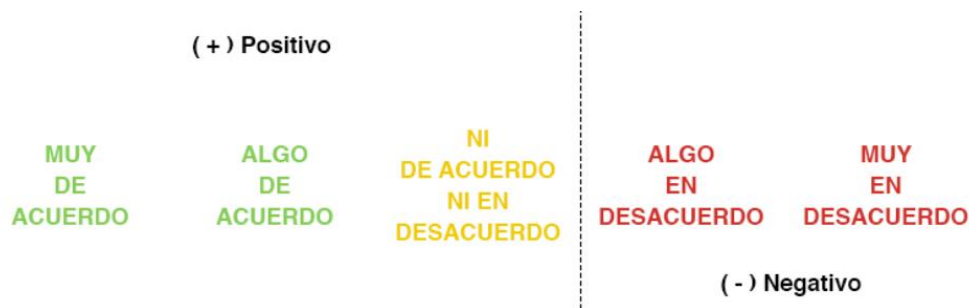 ( + ) Positivo
MUY
DE
ACUERDO
ALGO
DE
ACUERDO
NI
DE ACUERDO
NI EN
DESACUERDO
ALGO
EN
DESACUERDO
MUY
EN
DESACUERDO
( - ) Negativo